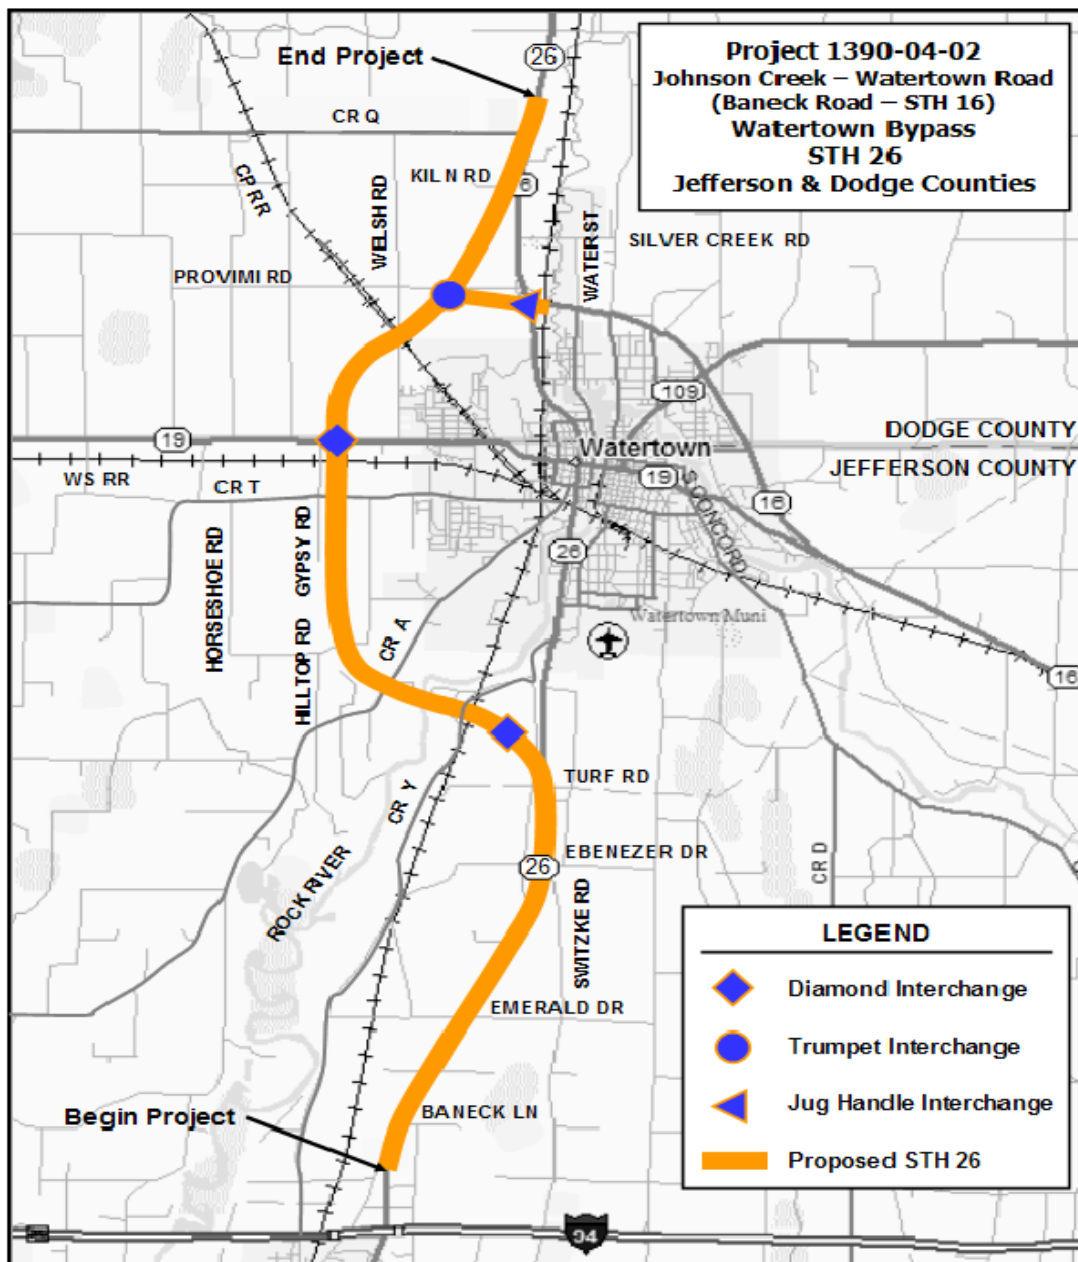 Project 1390-04-02
Johnson Creek – Watertown Road
(Baneck Road – STH 16)
Watertown Bypass
STH 26
Jefferson & Dodge Counties
End Project
26
CR Q
KILN RD
CP RR
WELSH RD
6
WATER ST
SILVER CREEK RD
PROVIMI RD
109
19
Watertown
DODGE COUNTY
JEFFERSON COUNTY
WS RR
CR T
19
16
S CONCORD
26
HORSESHOE RD
GYPSY RD
HILLTOP RD
CR A
Watertown Muni
16
TURF RD
CR Y
EBENEZER DR
26
CR D
ROCK RIVER
SWITZKE RD
EMERALD DR
BANECK LN
Begin Project
LEGEND
Diamond Interchange
Trumpet Interchange
Jug Handle Interchange
Proposed STH 26
94